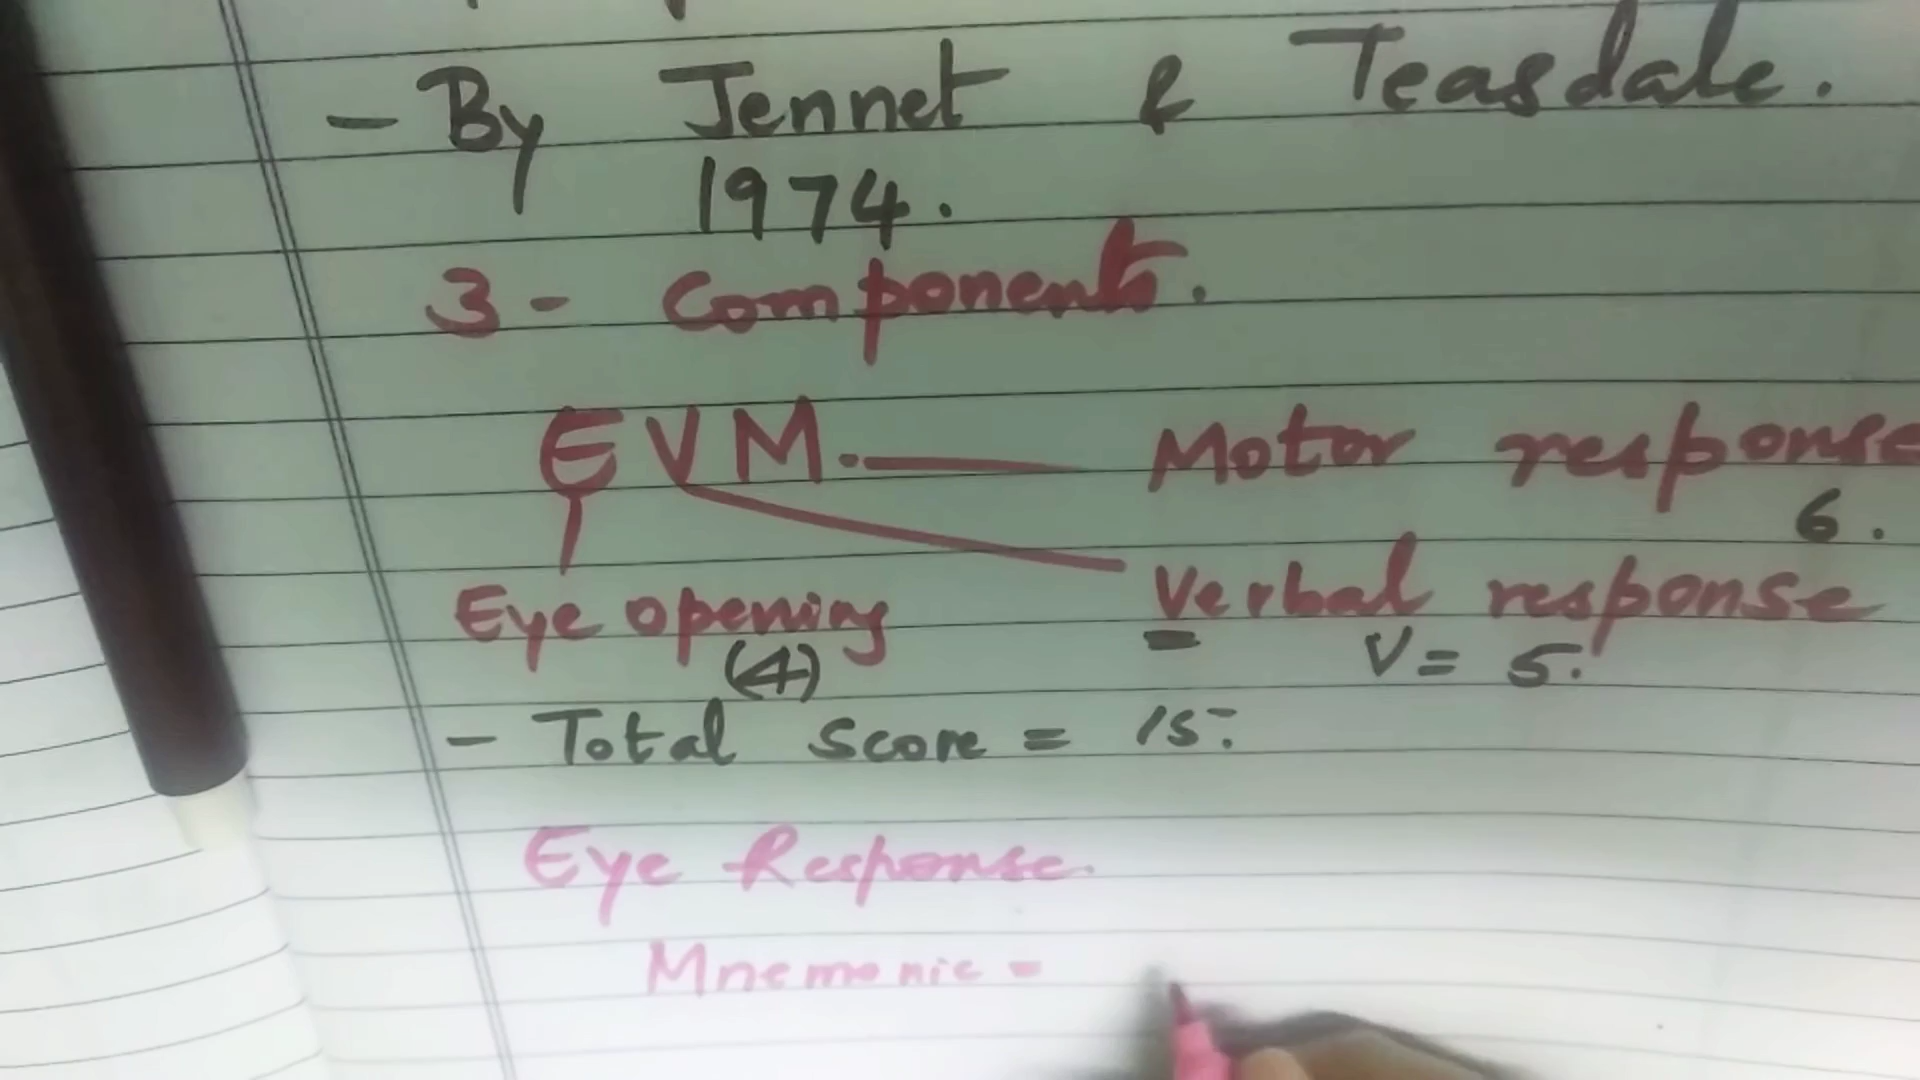 - By Jennet & Teasdale.
1974.
3 - Components.
EVM. Motor response
6.
Eye opening Verbal response
(4) V = 5.
- Total score = 15.
Eye Response.
Mnemonic -